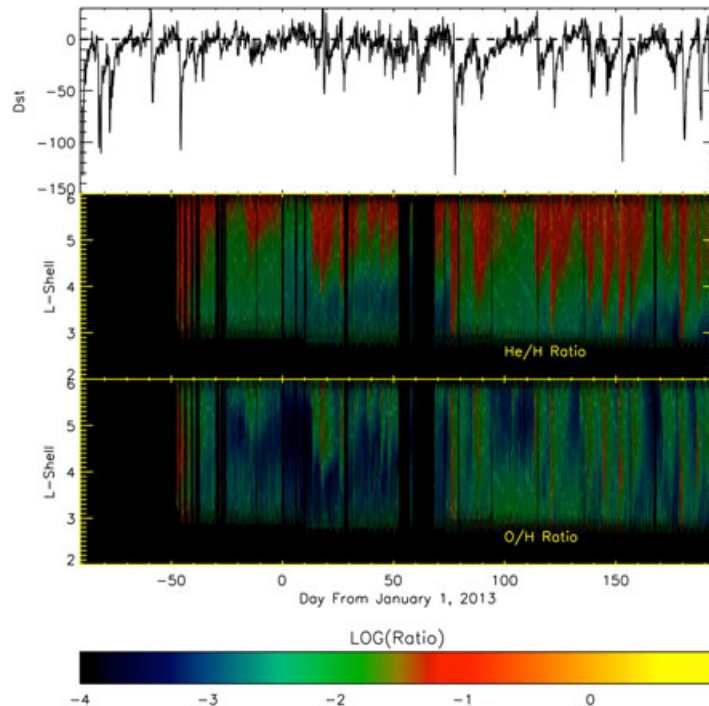 0
-50
Dst
-100
-150
6
5
L-Shell
4
3
He/H Ratio
2
6
5
L-Shell
4
3
O/H Ratio
2
-50 0 50 100 150
Day From January 1, 2013
LOG(Ratio)
-4 -3 -2 -1 0